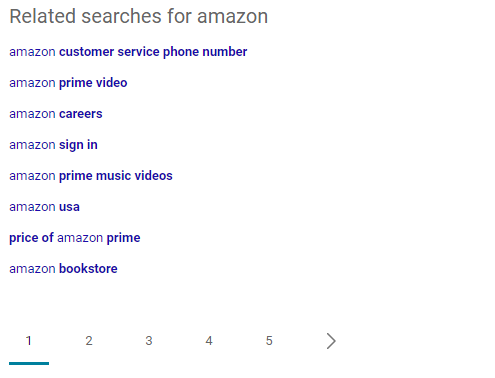 Related searches for amazon
amazon customer service phone number
amazon prime video
amazon careers
amazon sign in
amazon prime music videos
amazon usa
price of amazon prime
amazon bookstore
1 2 3 4 5